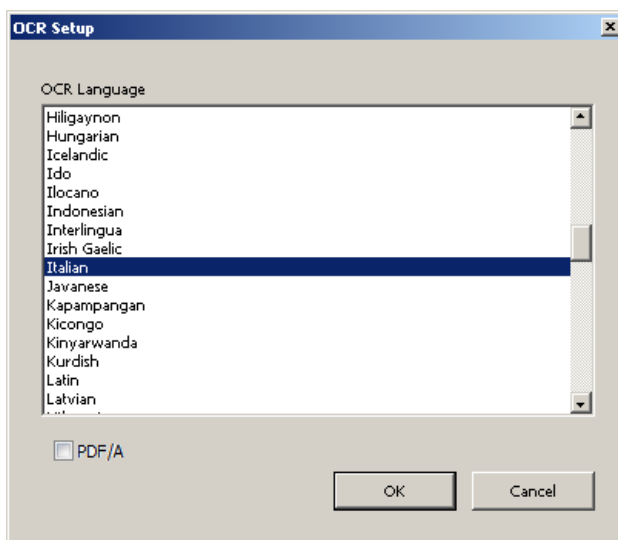 OCR Setup
OCR Language
Hiligaynon
Hungarian
Icelandic
Ido
Ilocano
Indonesian
Interlingua
Irish Gaelic
Italian
Javanese
Kapampangan
Kicongo
Kinyarwanda
Kurdish
Latin
Latvian
PDF/A
OK
Cancel